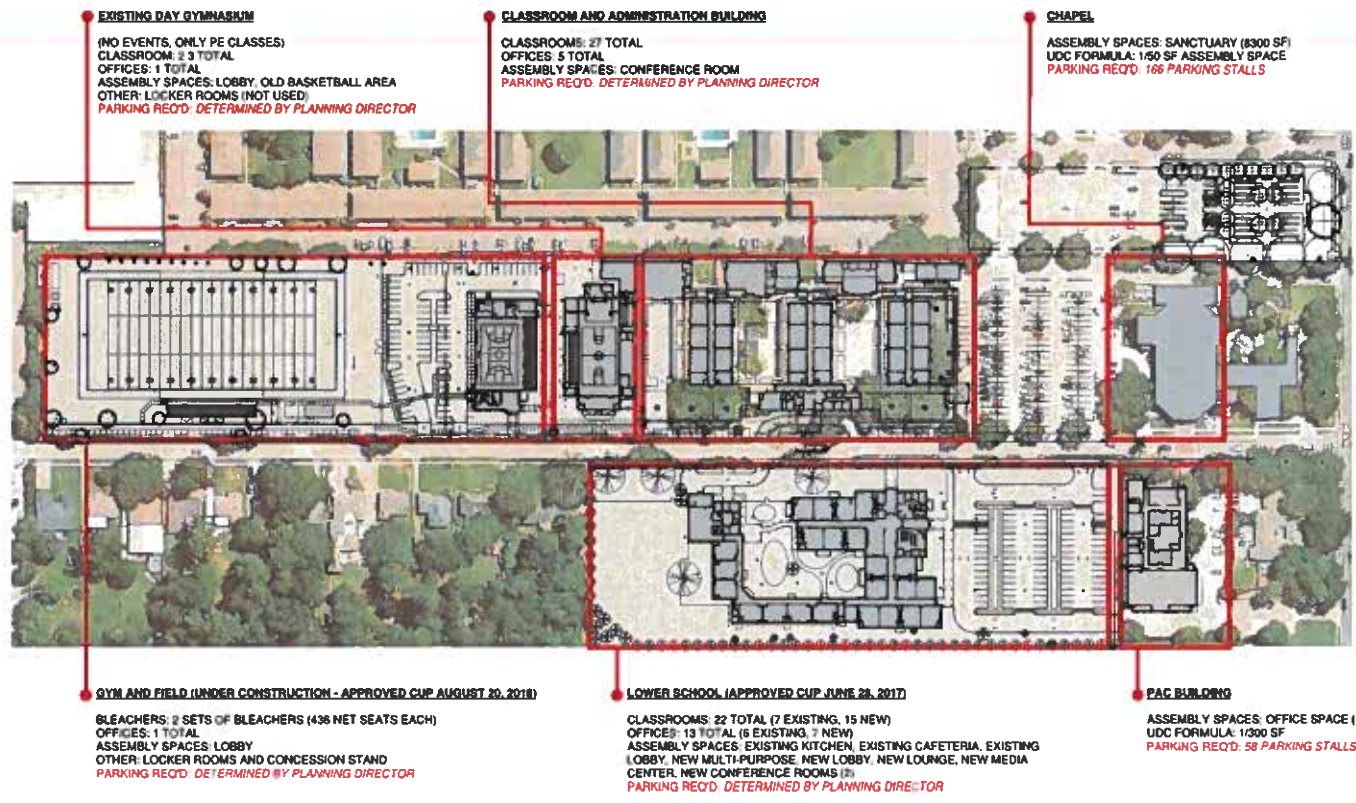 EXISTING DAY GYMNASIUM
(NO EVENTS, ONLY PE CLASSES)
CLASSROOM: 2 3 TOTAL
OFFICES: 1 TOTAL
ASSEMBLY SPACES: LOBBY, OLD BASKETBALL AREA
OTHER: LOCKER ROOMS (NOT USED)
PARKING REQ'D: DETERMINED BY PLANNING DIRECTOR
CLASSROOM AND ADMINISTRATION BUILDING
CLASSROOMS: 27 TOTAL
OFFICES: 5 TOTAL
ASSEMBLY SPACES: CONFERENCE ROOM
PARKING REQ'D: DETERMINED BY PLANNING DIRECTOR
CHAPEL
ASSEMBLY SPACES: SANCTUARY (8300 SF)
UDC FORMULA: 1/50 SF ASSEMBLY SPACE
PARKING REQ'D: 166 PARKING STALLS
GYM AND FIELD (UNDER CONSTRUCTION - APPROVED CUP AUGUST 20, 2018)
BLEACHERS: 2 SETS OF BLEACHERS (436 NET SEATS EACH)
OFFICES: 1 TOTAL
ASSEMBLY SPACES: LOBBY
OTHER: LOCKER ROOMS AND CONCESSION STAND
PARKING REQ'D: DETERMINED BY PLANNING DIRECTOR
LOWER SCHOOL (APPROVED CUP JUNE 28, 2017)
CLASSROOMS: 22 TOTAL (7 EXISTING, 15 NEW)
OFFICES: 13 TOTAL (6 EXISTING, 7 NEW)
ASSEMBLY SPACES: EXISTING KITCHEN, EXISTING CAFETERIA, EXISTING
LOBBY, NEW MULTI-PURPOSE, NEW LOBBY, NEW LOUNGE, NEW MEDIA
CENTER, NEW CONFERENCE ROOMS (2)
PARKING REQ'D: DETERMINED BY PLANNING DIRECTOR
PAC BUILDING
ASSEMBLY SPACES: OFFICE SPACE (
UDC FORMULA: 1/300 SF
PARKING REQ'D: 58 PARKING STALLS